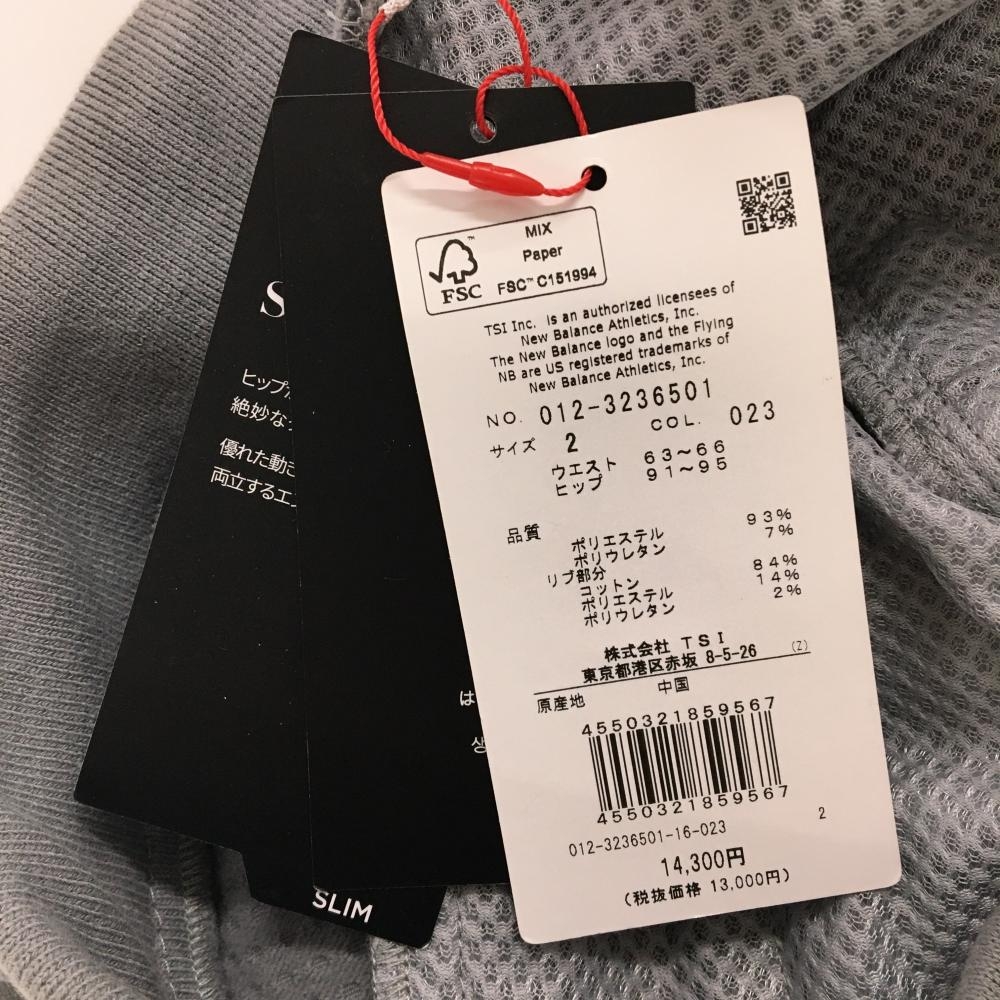 MIX
Paper
FSC™ C151994
FSC
TSI Inc. is an authorized licensees of
New Balance Athletics, Inc.
The New Balance logo and the Flying
NB are US registered trademarks of
New Balance Athletics, Inc.
NO. 012-3236501
COL. 023
サイズ 2
ウエスト 63~66
ヒップ 91~95
品質
ポリエステル 93%
ポリウレタン 7%
リブ部分
コットン 84%
ポリエステル 14%
ポリウレタン 2%
株式会社 TSI
東京都港区赤坂 8-5-26 (Z)
原産地 中国
4550321859567
4550321859567
012-3236501-16-023 2
14,300円
(税抜価格 13,000円)
S
ヒップ
絶妙な
優れた動き
両立するエ
は
생
SLIM